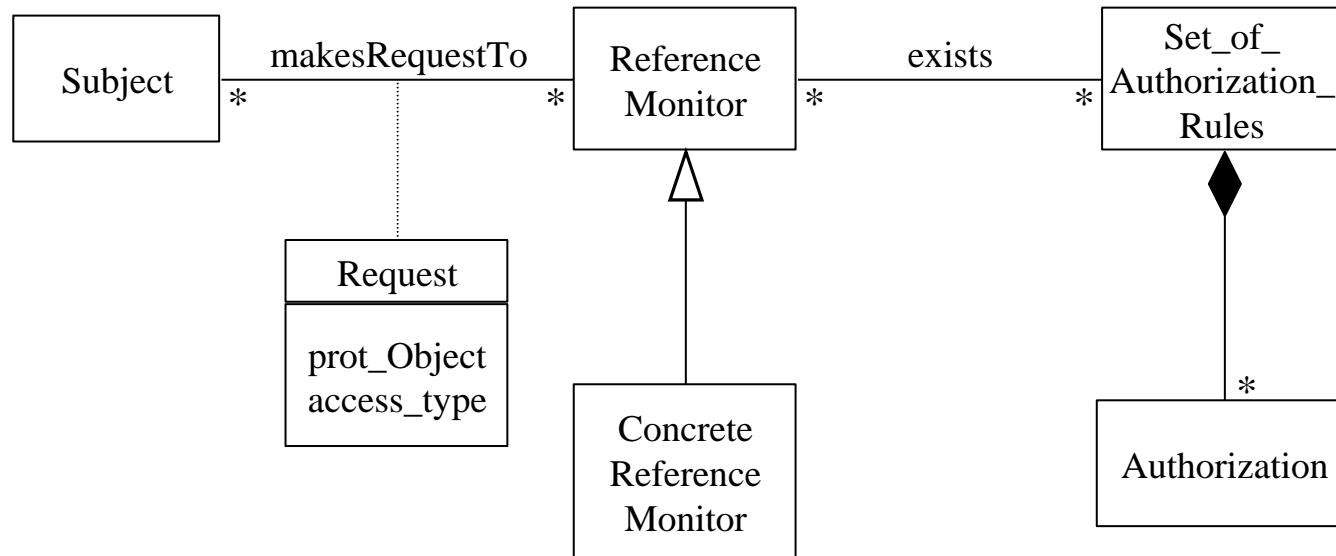 Subject
makesRequestTo
*
*
Reference
Monitor
exists
*
*
Set_of_
Authorization_
Rules
Request
prot_Object
access_type
Concrete
Reference
Monitor
*
Authorization